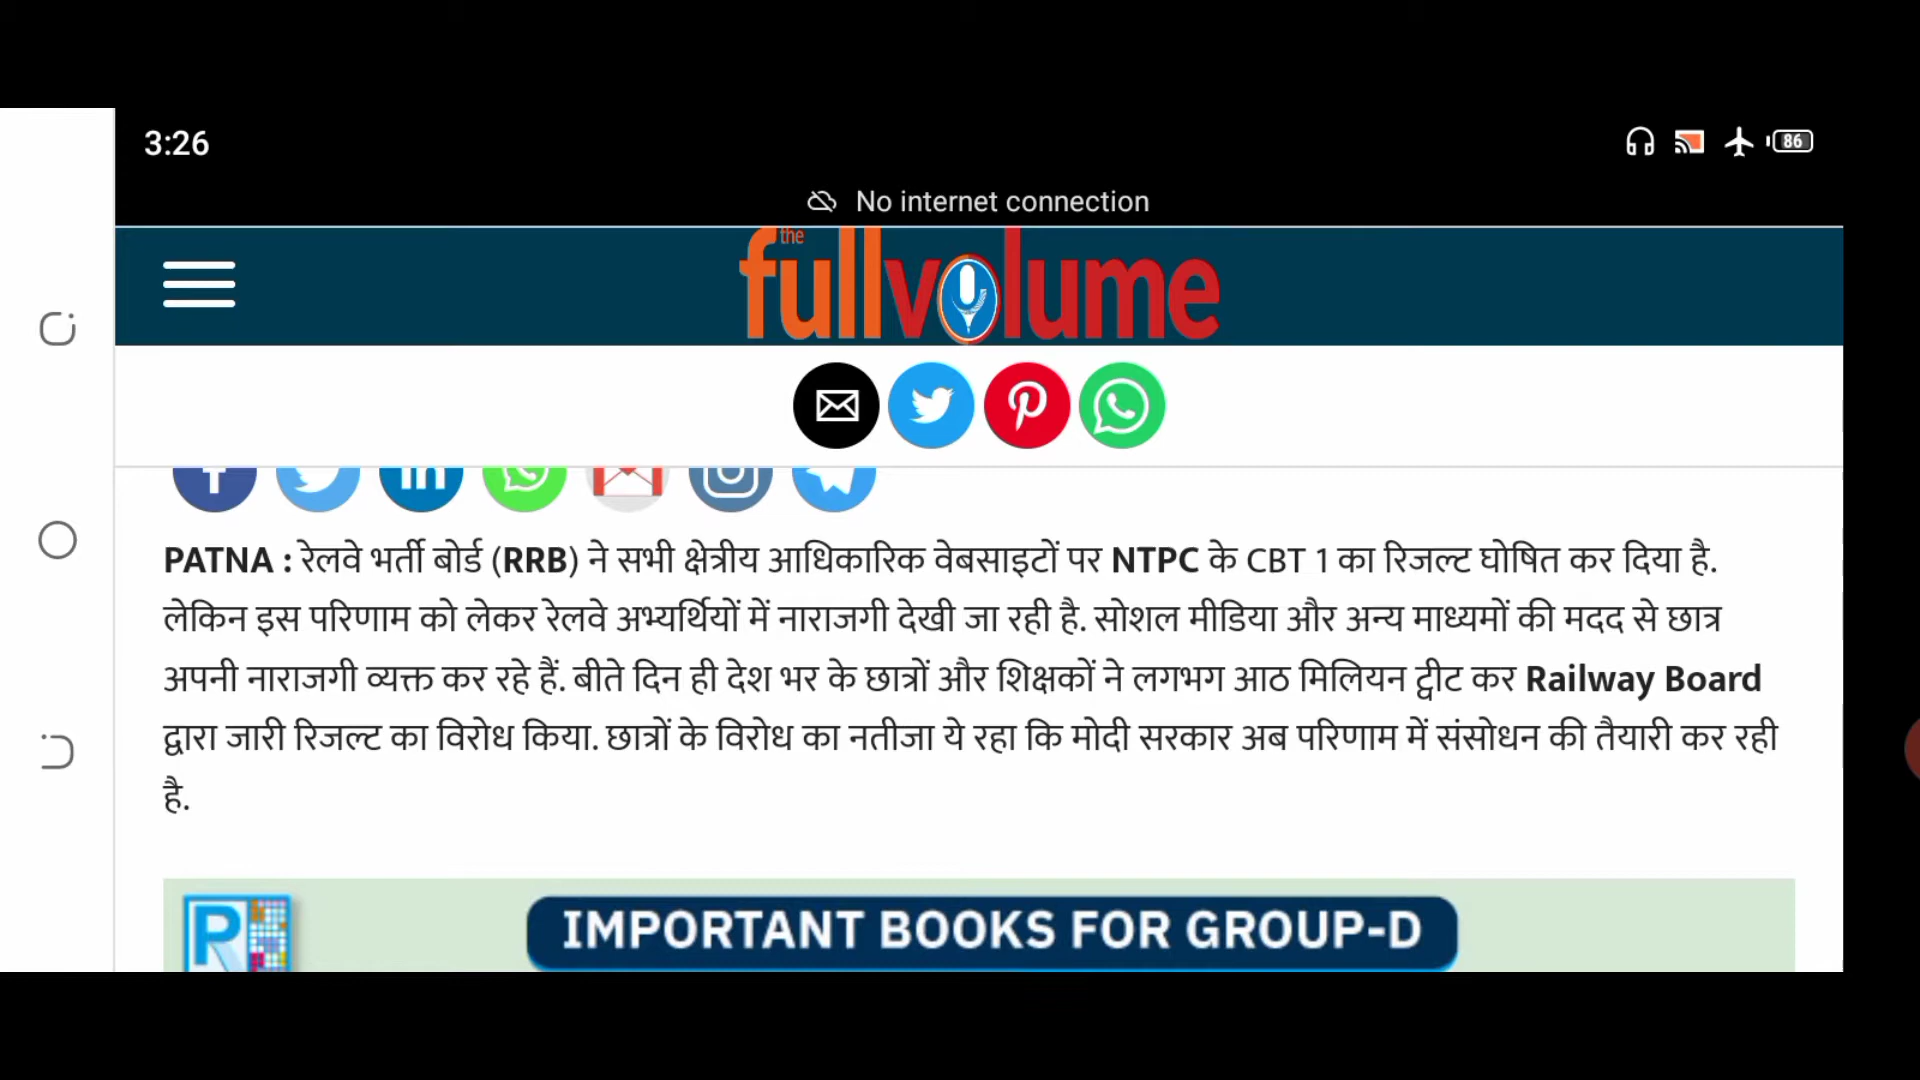 3:26
86
No internet connection
the
fullvolume
PATNA : रेलवे भर्ती बोर्ड (RRB) ने सभी क्षेत्रीय आधिकारिक वेबसाइटों पर NTPC के CBT 1 का रिजल्ट घोषित कर दिया है.
लेकिन इस परिणाम को लेकर रेलवे अभ्यर्थियों में नाराजगी देखी जा रही है. सोशल मीडिया और अन्य माध्यमों की मदद से छात्र
अपनी नाराजगी व्यक्त कर रहे हैं. बीते दिन ही देश भर के छात्रों और शिक्षकों ने लगभग आठ मिलियन ट्वीट कर Railway Board
द्वारा जारी रिजल्ट का विरोध किया. छात्रों के विरोध का नतीजा ये रहा कि मोदी सरकार अब परिणाम में संसोधन की तैयारी कर रही
है.
IMPORTANT BOOKS FOR GROUP-D